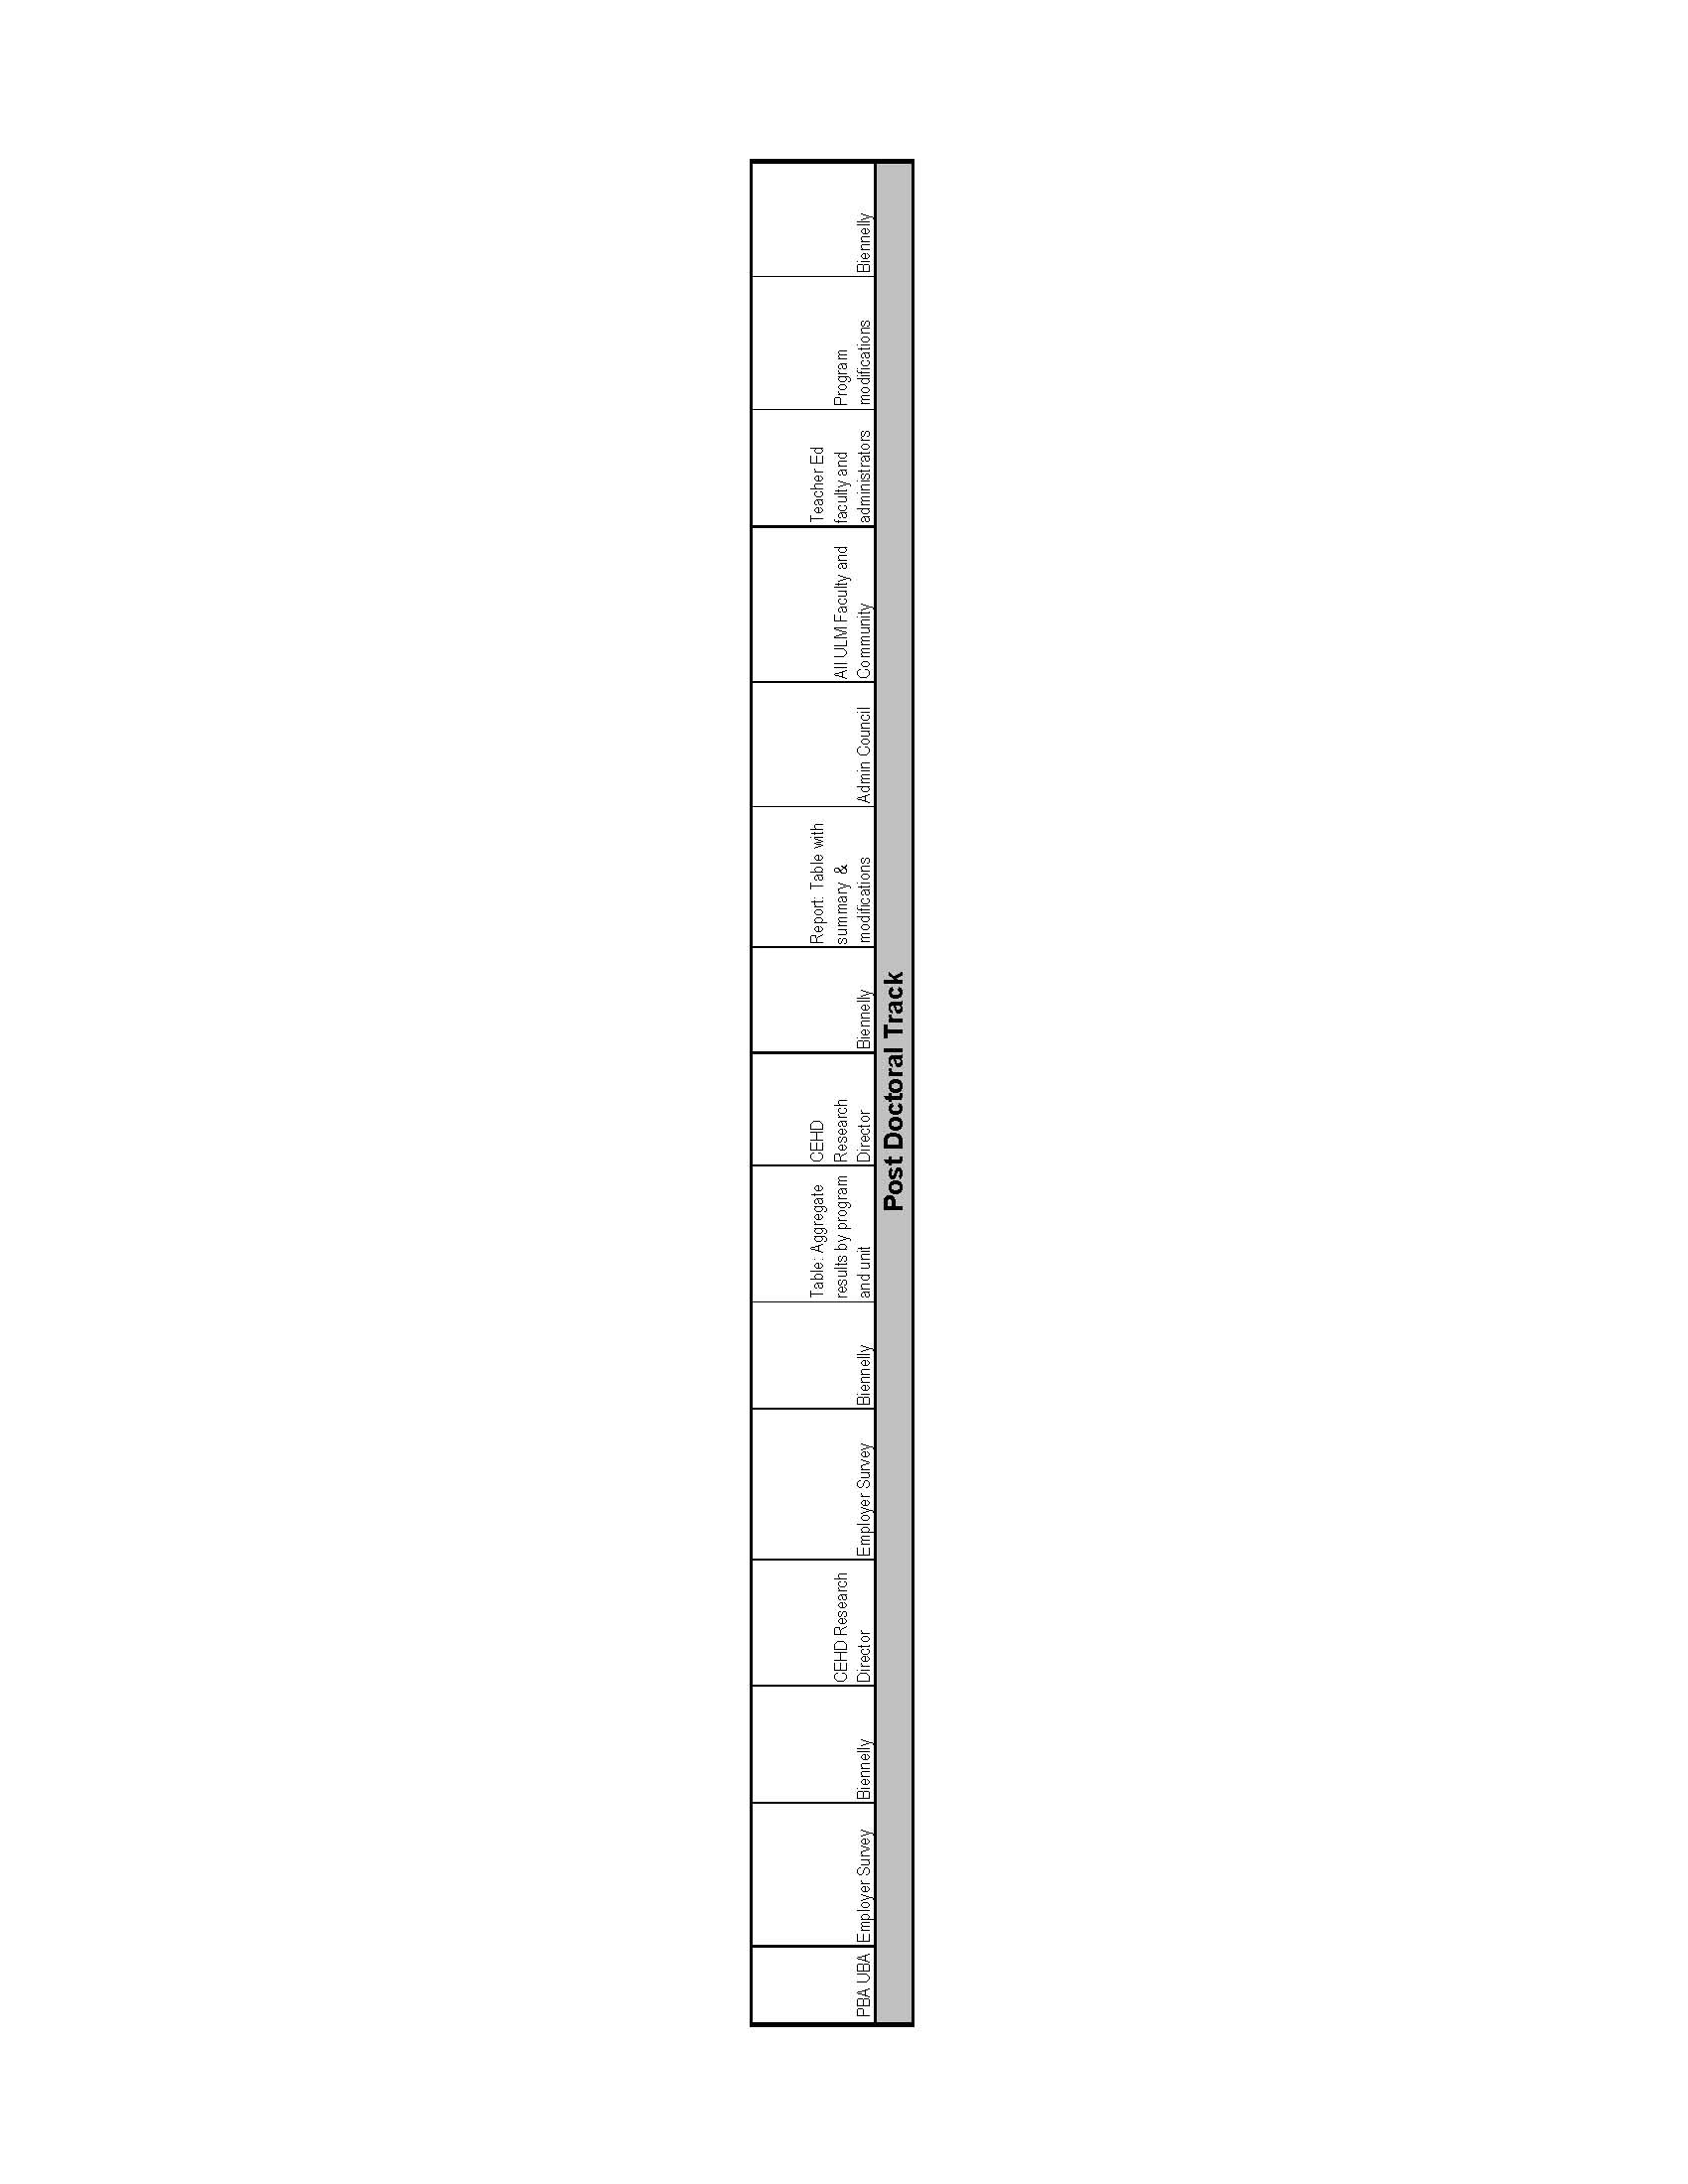 PBA UBA
Employer Survey
Biennelly
CEHD Research
Director
Employer Survey
Biennelly
Table: Aggregate
results by program
and unit
CEHD
Research
Director
Biennelly
Report: Table with
summary &
modifications
Admin Council
All ULM Faculty and
Community
Teacher Ed
faculty and
administrators
Program
modifications
Biennelly
Post Doctoral Track